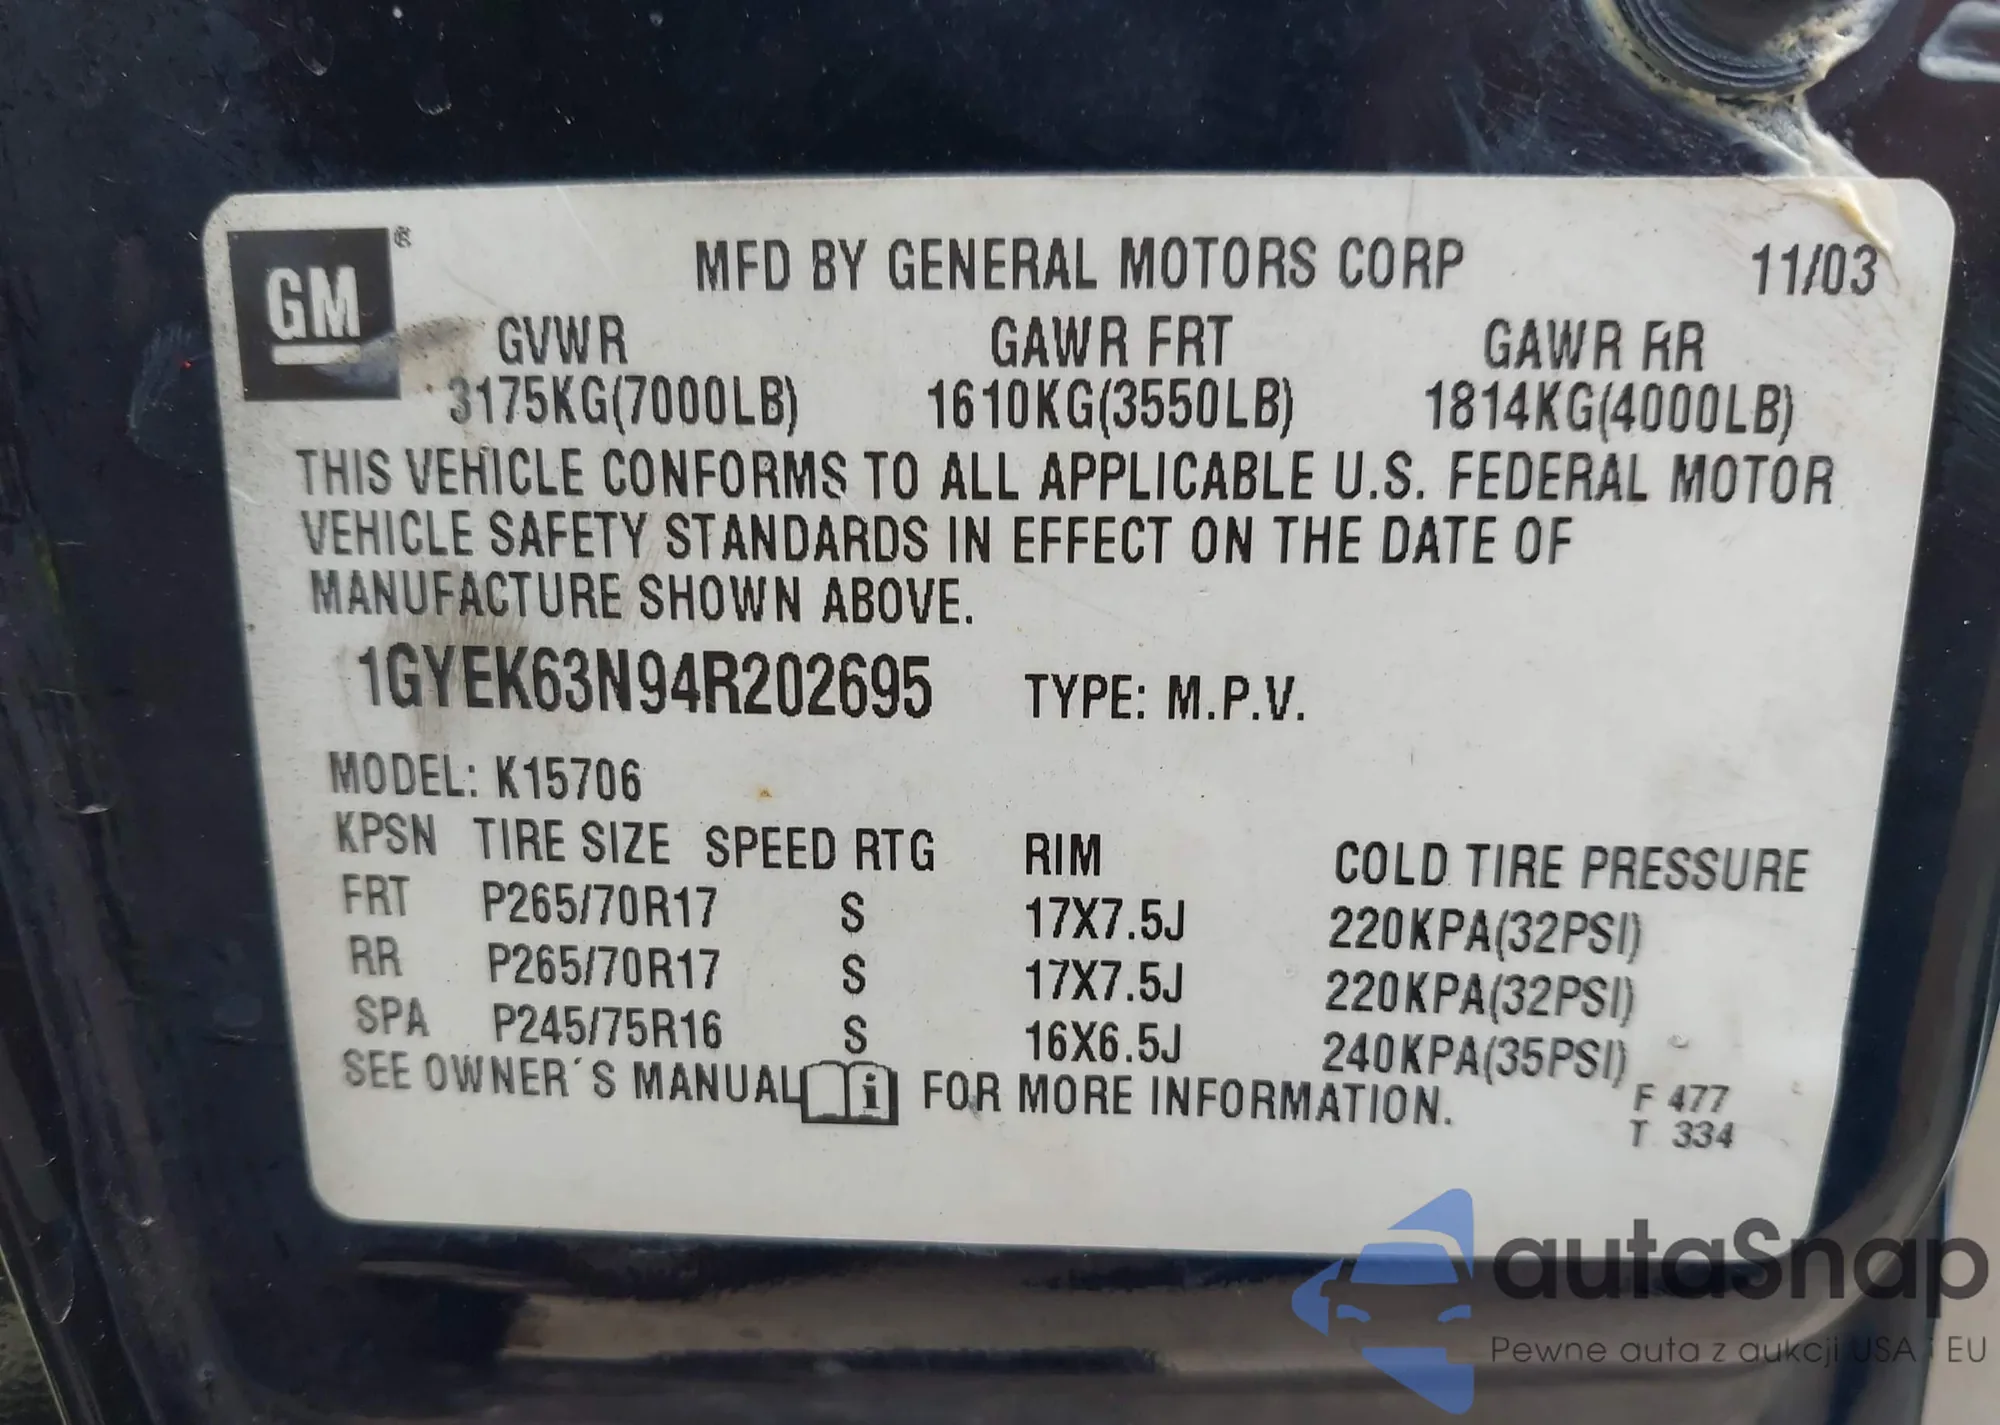 GM
®
MFD BY GENERAL MOTORS CORP 11/03
GVWR GAWR FRT GAWR RR
3175KG(7000LB) 1610KG(3550LB) 1814KG(4000LB)
THIS VEHICLE CONFORMS TO ALL APPLICABLE U.S. FEDERAL MOTOR
VEHICLE SAFETY STANDARDS IN EFFECT ON THE DATE OF
MANUFACTURE SHOWN ABOVE.
1GYEK63N94R202695 TYPE: M.P.V.
MODEL: K15706
KPSN TIRE SIZE SPEED RTG RIM COLD TIRE PRESSURE
FRT P265/70R17 S 17X7.5J 220KPA(32PSI)
RR P265/70R17 S 17X7.5J 220KPA(32PSI)
SPA P245/75R16 S 16X6.5J 240KPA(35PSI)
SEE OWNER´S MANUAL i FOR MORE INFORMATION.
F 477
T 334
autaSnap
Pewne auta z aukcji USA i EU